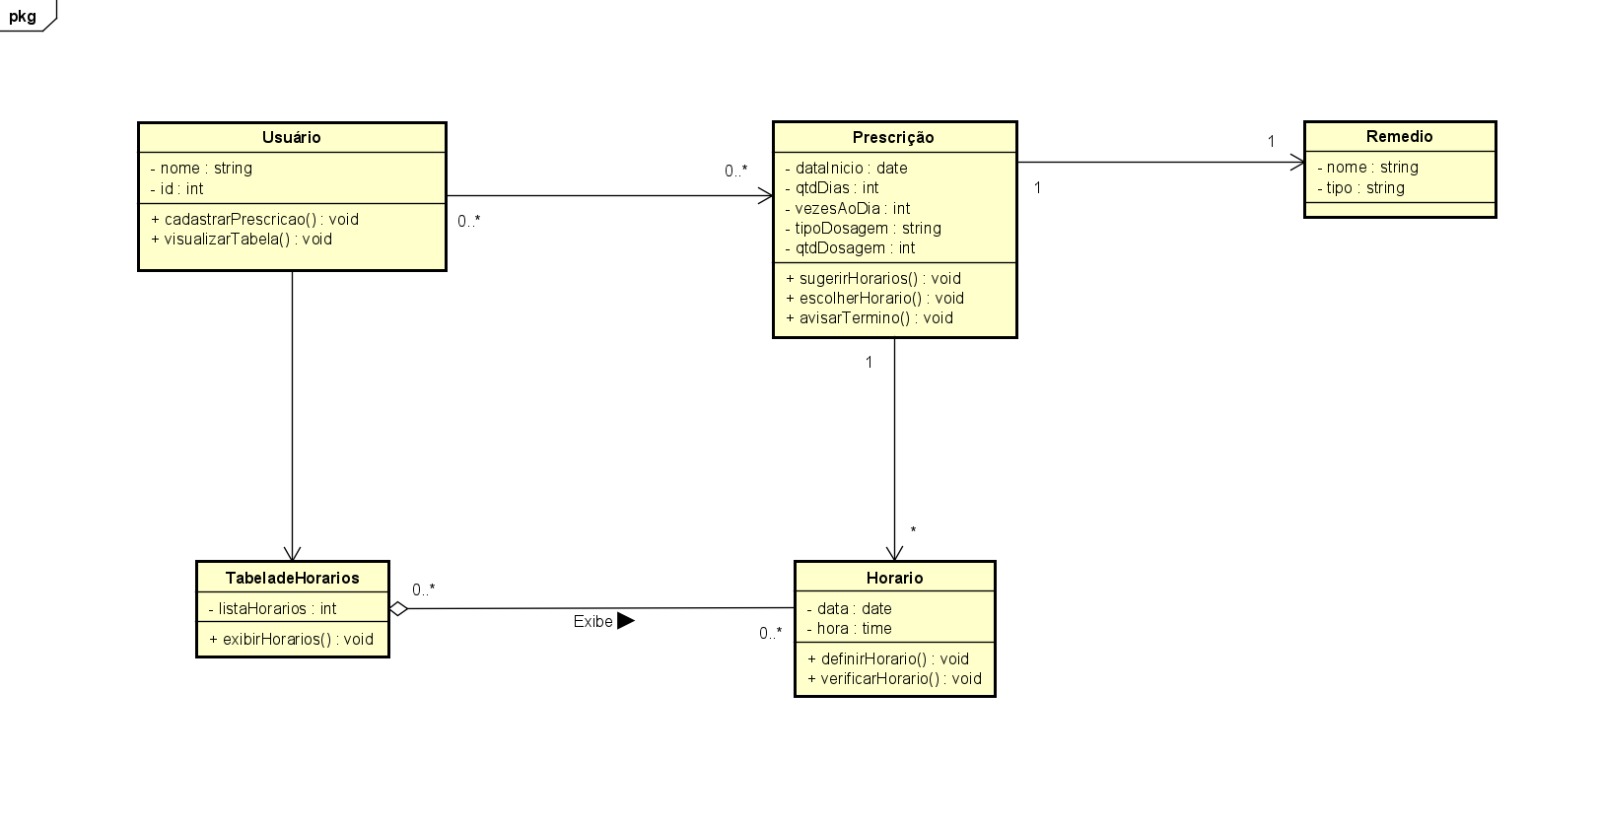 pkg
Usuário
- nome : string
- id : int
+ cadastrarPrescricao() : void
+ visualizarTabela() : void
0..*
0..*
Prescrição
- dataInicio : date
- qtdDias : int
- vezesAoDia : int
- tipoDosagem : string
- qtdDosagem : int
+ sugerirHorarios() : void
+ escolherHorario() : void
+ avisarTermino() : void
1
1
Remedio
- nome : string
- tipo : string
1
*
TabeladeHorarios
- listaHorarios : int
+ exibirHorarios() : void
0..*
Exibe ▶
0..*
Horario
- data : date
- hora : time
+ definirHorario() : void
+ verificarHorario() : void